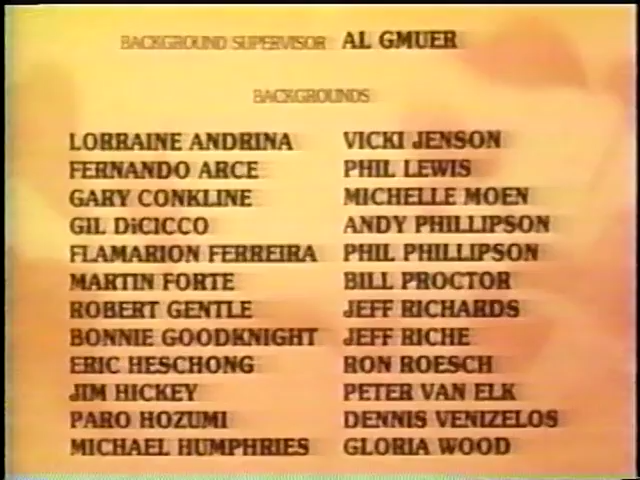 BACKGROUND SUPERVISOR AL GMUER
BACKGROUNDS
LORRAINE ANDRINA VICKI JENSON
FERNANDO ARCE PHIL LEWIS
GARY CONKLINE MICHELLE MOEN
GIL DiCICCO ANDY PHILLIPSON
FLAMARION FERREIRA PHIL PHILLIPSON
MARTIN FORTE BILL PROCTOR
ROBERT GENTLE JEFF RICHARDS
BONNIE GOODKNIGHT JEFF RICHE
ERIC HESCHONG RON ROESCH
JIM HICKEY PETER VAN ELK
PARO HOZUMI DENNIS VENIZELOS
MICHAEL HUMPHRIES GLORIA WOOD